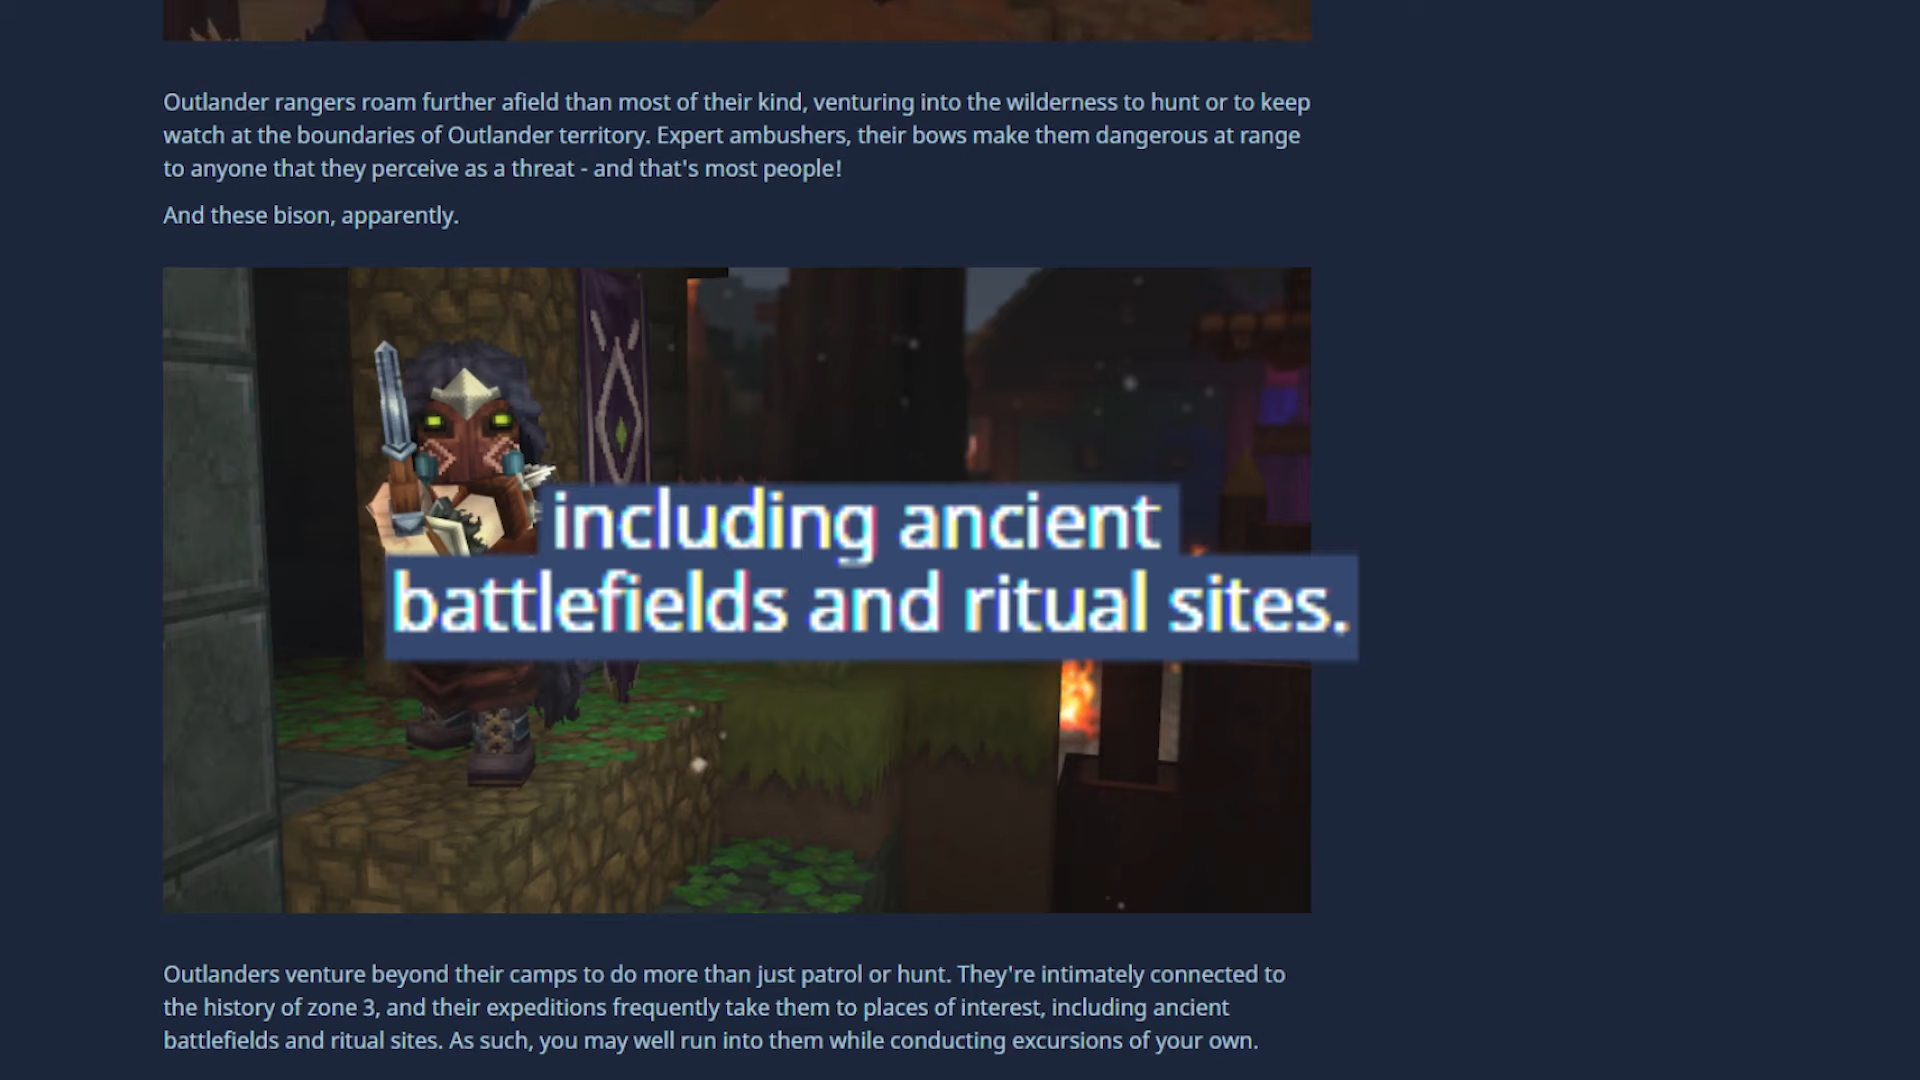 Outlander rangers roam further afield than most of their kind, venturing into the wilderness to hunt or to keep
watch at the boundaries of Outlander territory. Expert ambushers, their bows make them dangerous at range
to anyone that they perceive as a threat - and that's most people!
And these bison, apparently.
including ancient
battlefields and ritual sites.
Outlanders venture beyond their camps to do more than just patrol or hunt. They're intimately connected to
the history of zone 3, and their expeditions frequently take them to places of interest, including ancient
battlefields and ritual sites. As such, you may well run into them while conducting excursions of your own.